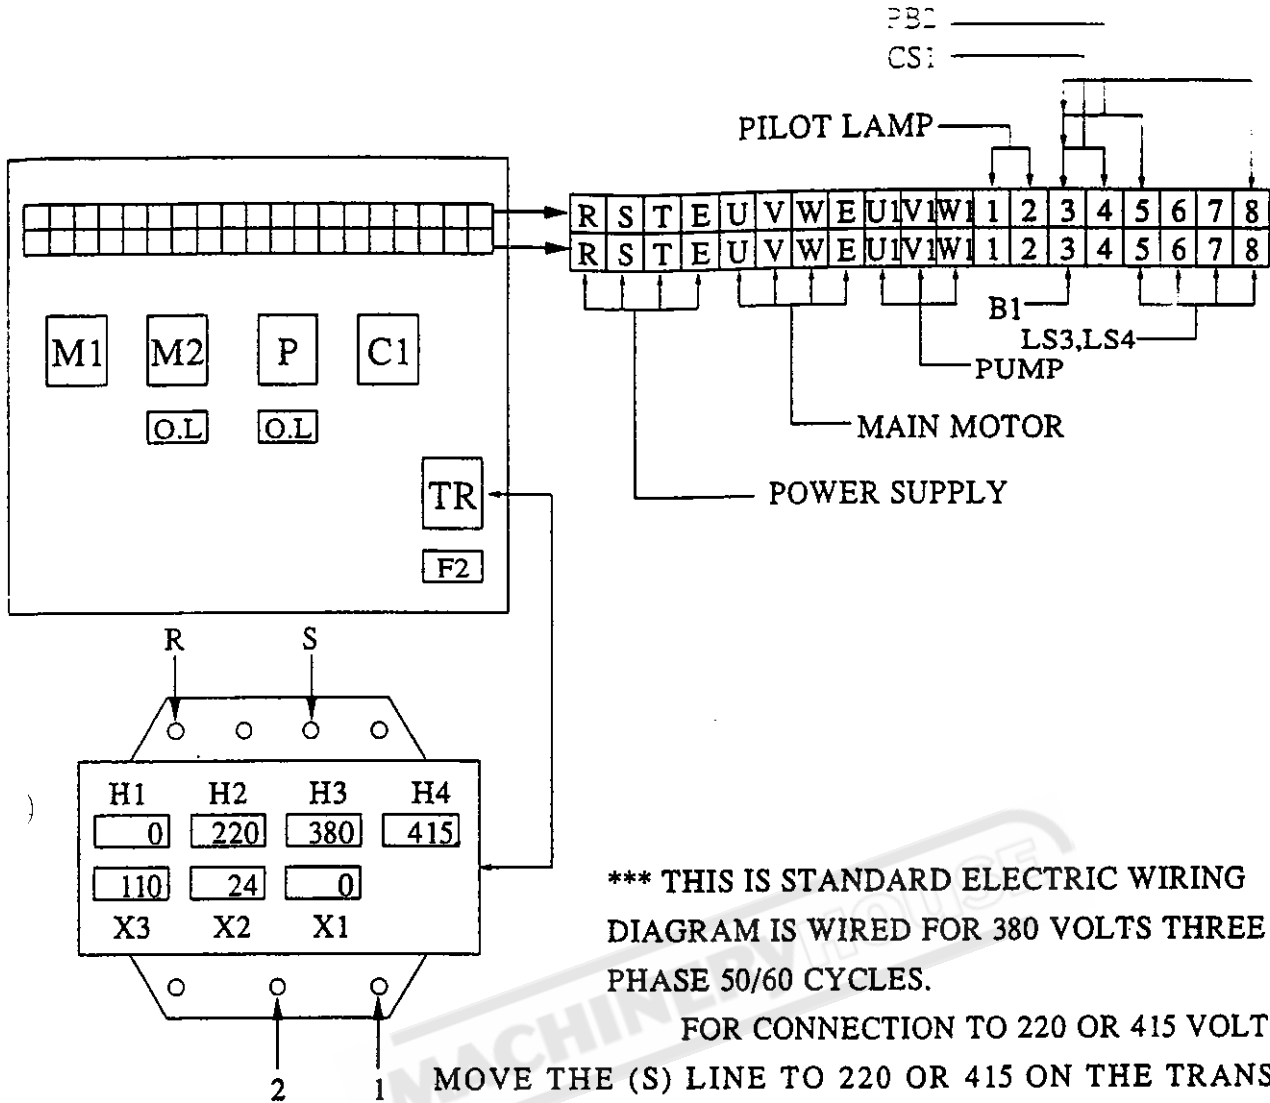 PB2
CS1
PILOT LAMP
R S T E U V W E U1 V1 W1 1 2 3 4 5 6 7 8
R S T E U V W E U1 V1 W1 1 2 3 4 5 6 7 8
B1
LS3,LS4
PUMP
MAIN MOTOR
POWER SUPPLY
M1 M2 P C1
O.L O.L
TR
F2
R S
H1 H2 H3 H4
0 220 380 415
110 24 0
X3 X2 X1
2 1
*** THIS IS STANDARD ELECTRIC WIRING
DIAGRAM IS WIRED FOR 380 VOLTS THREE
PHASE 50/60 CYCLES.
FOR CONNECTION TO 220 OR 415 VOLT
MOVE THE (S) LINE TO 220 OR 415 ON THE TRANS
MACHINERYHOUSE